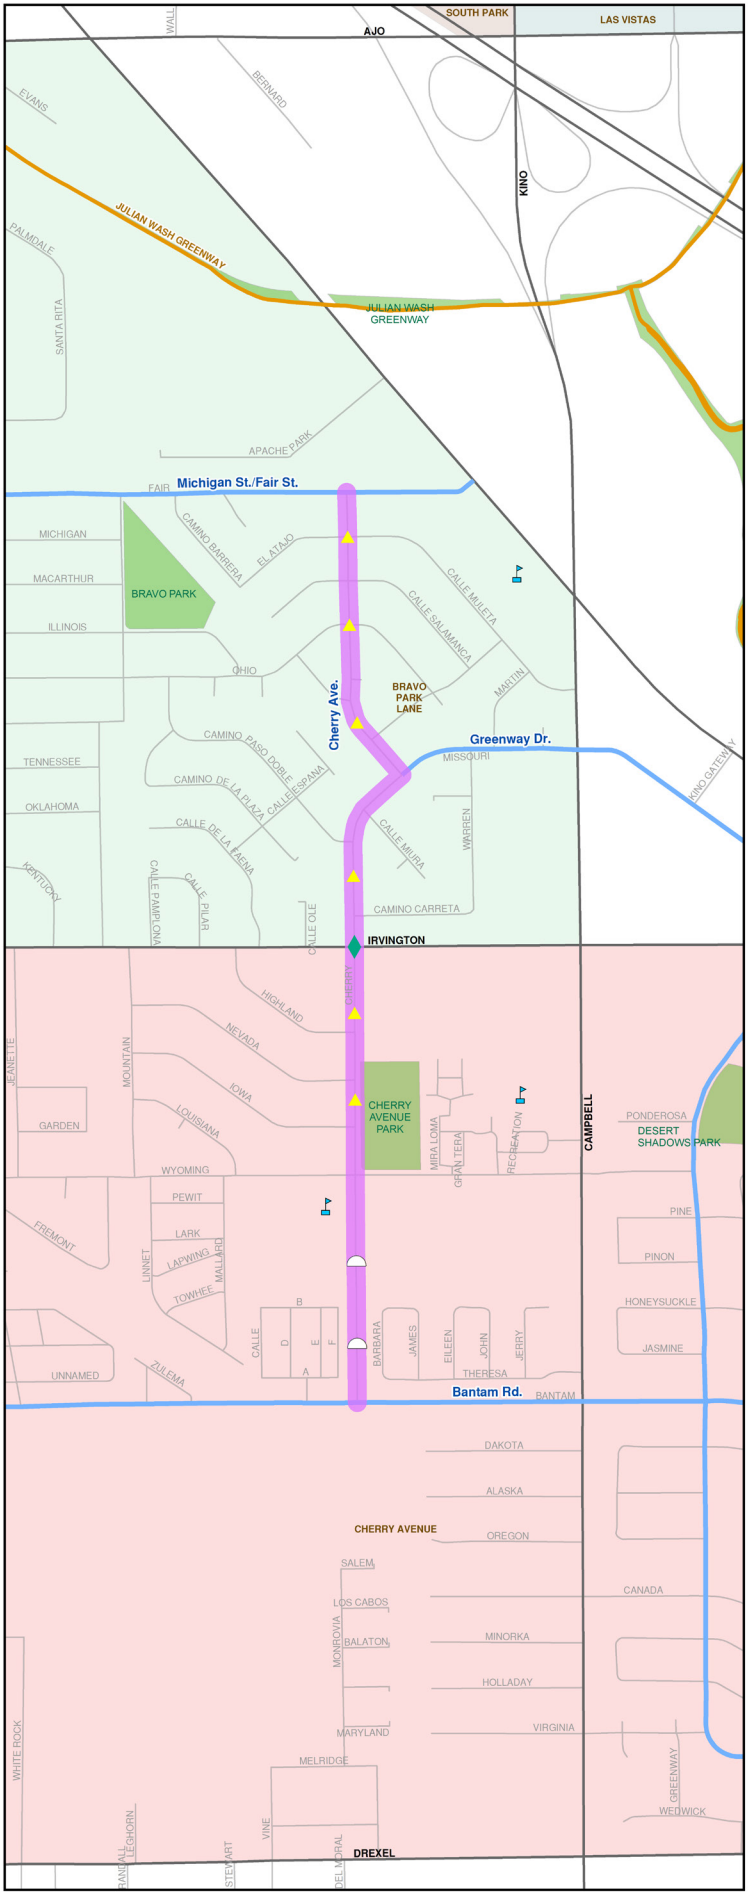 SOUTH PARK
LAS VISTAS
WALL
AJO
BERNARD
EVANS
KINO
JULIAN WASH GREENWAY
PALMDALE
SANTA RITA
JULIAN WASH
GREENWAY
APACHE PARK
Michigan St./Fair St.
FAIR
MICHIGAN
CAMINO BARRERA
EL ATAJO
MACARTHUR
CALLE MULETA
BRAVO PARK
CALLE SALAMANCA
ILLINOIS
OHIO
MARTIN
BRAVO
PARK
LANE
Cherry Ave.
CAMINO PASO DOBLE
Greenway Dr.
MISSOURI
KINO GATEWAY
TENNESSEE
CAMINO DE LA PLAZA
CALLE ESPANA
OKLAHOMA
CALLE DE LA FAENA
CALLE MIURA
WARREN
KENTUCKY
CALLE PAMPLONA
CALLE PILAR
CALLE OLE
CAMINO CARRETA
IRVINGTON
CHERRY
HIGHLAND
NEVADA
JEANETTE
MOUNTAIN
IOWA
LOUISIANA
GARDEN
CHERRY
AVENUE
PARK
MIRA LOMA
GRAN TERA
RECREATION
CAMPBELL
PONDEROSA
DESERT
SHADOWS PARK
WYOMING
PEWIT
FREMONT
LARK
LINNET
LAPWING
MALLARD
TOWHEE
PINE
PINON
HONEYSUCKLE
JASMINE
B
CALLE
D
E
F
A
BARBARA
JAMES
EILEEN
JOHN
JERRY
THERESA
UNNAMED
ZULEMA
Bantam Rd.
BANTAM
DAKOTA
ALASKA
CHERRY AVENUE
OREGON
SALEM
LOS CABOS
CANADA
MONROVIA
BALATON
MINORKA
HOLLADAY
MARYLAND
VIRGINIA
WHITE ROCK
MELRIDGE
GREENWAY
WEDWICK
LEGHORN
VINE
RANDALL
STEWART
DEL MORAL
DREXEL